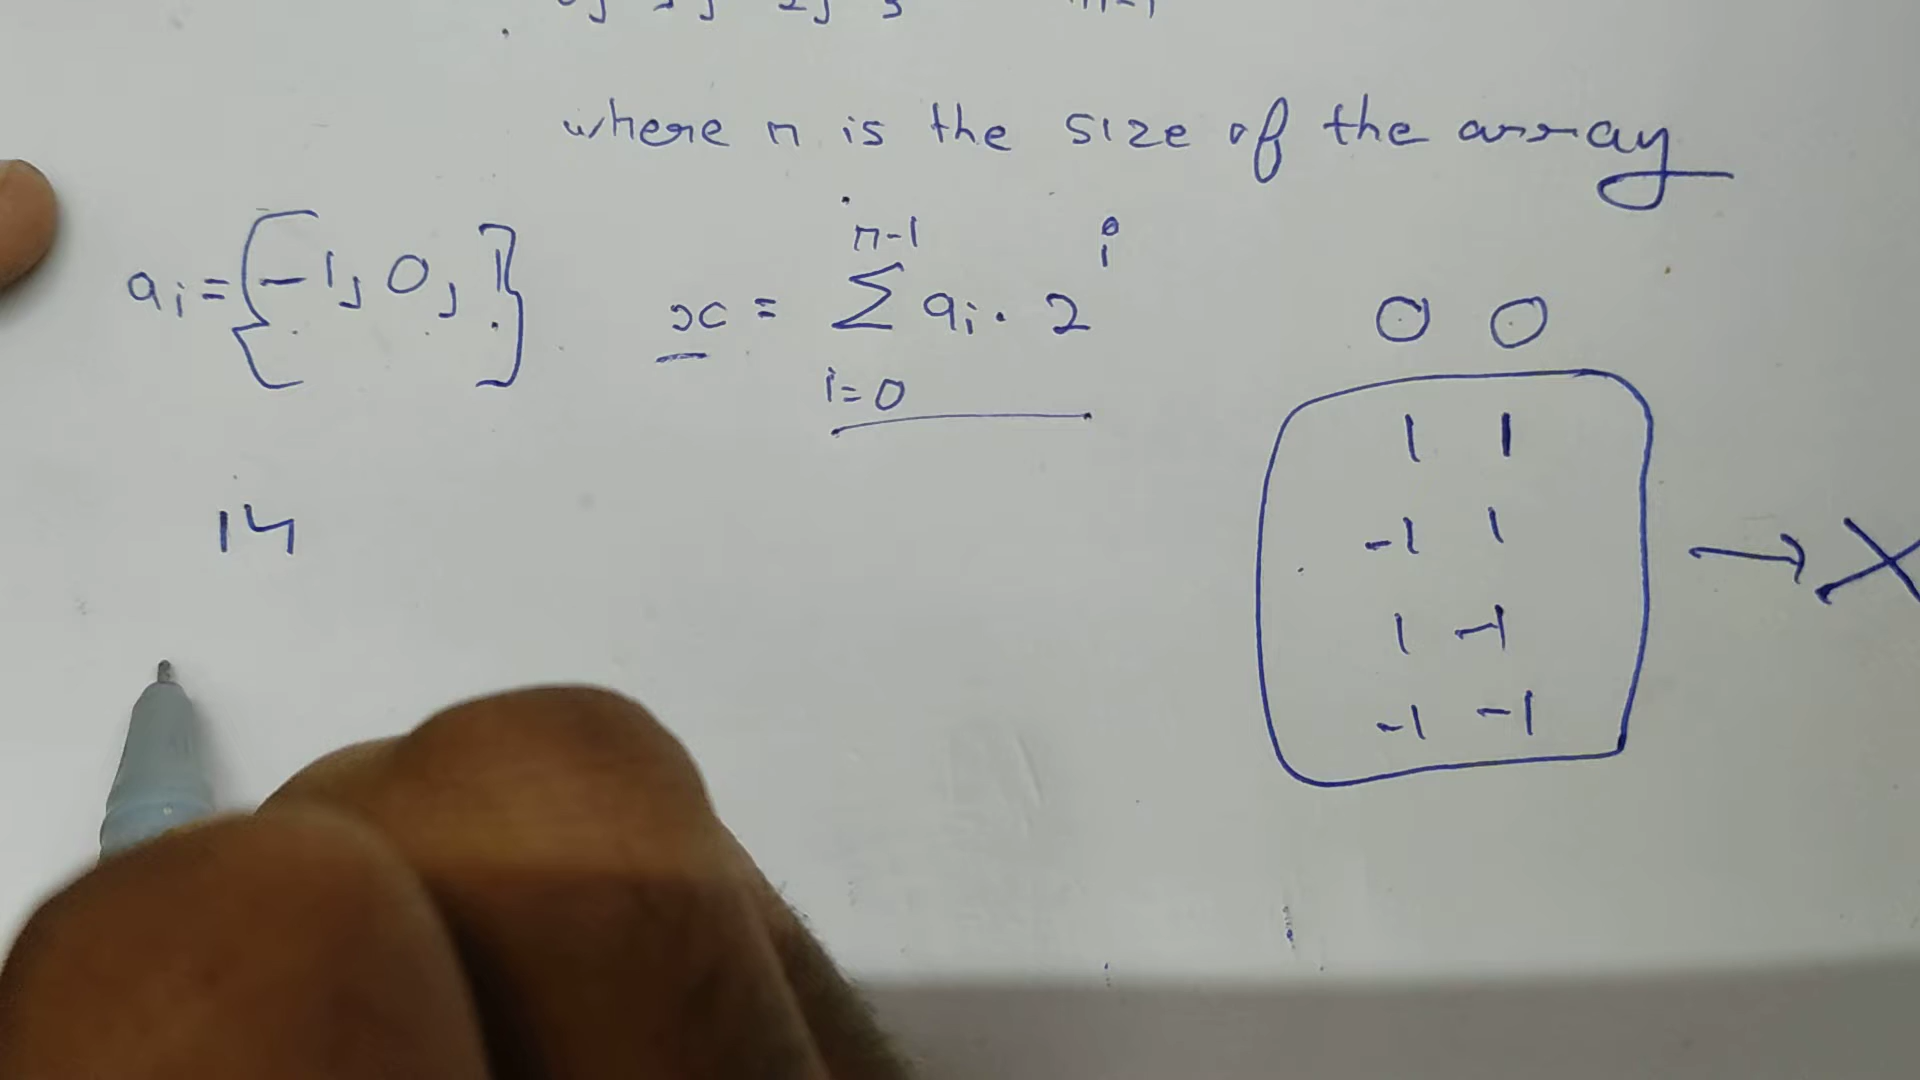 where n is the size of the array
aᵢ = {-1, 0, 1}
x = ∑ aᵢ · 2^i
n-1
i=0
0 0
1 1
-1 1
1 -1
-1 -1
→ X
14